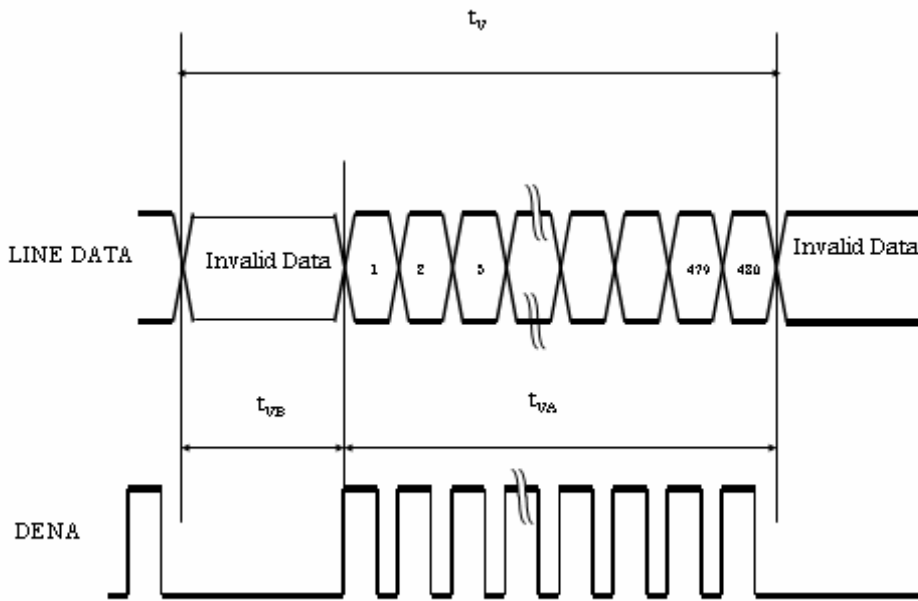 tV
LINE DATA
Invalid Data
1
2
3
479
480
Invalid Data
tVB
tVA
DENA